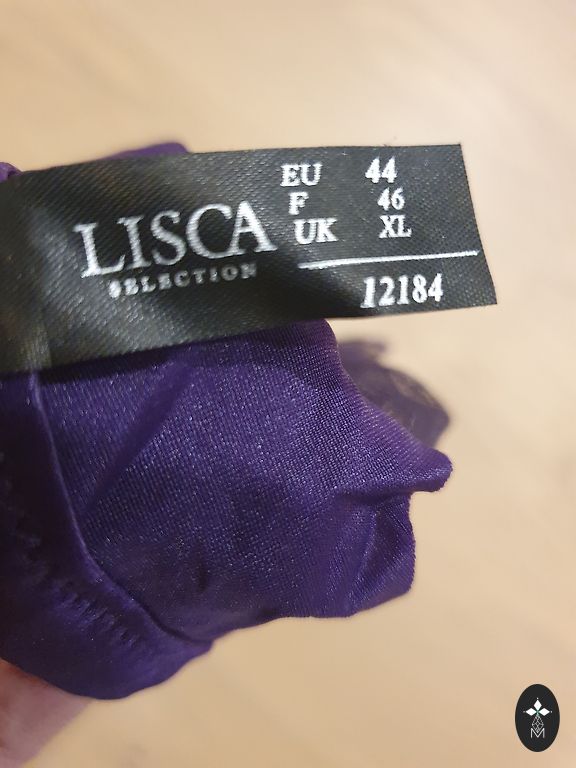 LISCA
SELECTION
EU 44
F 46
UK XL
12184
M